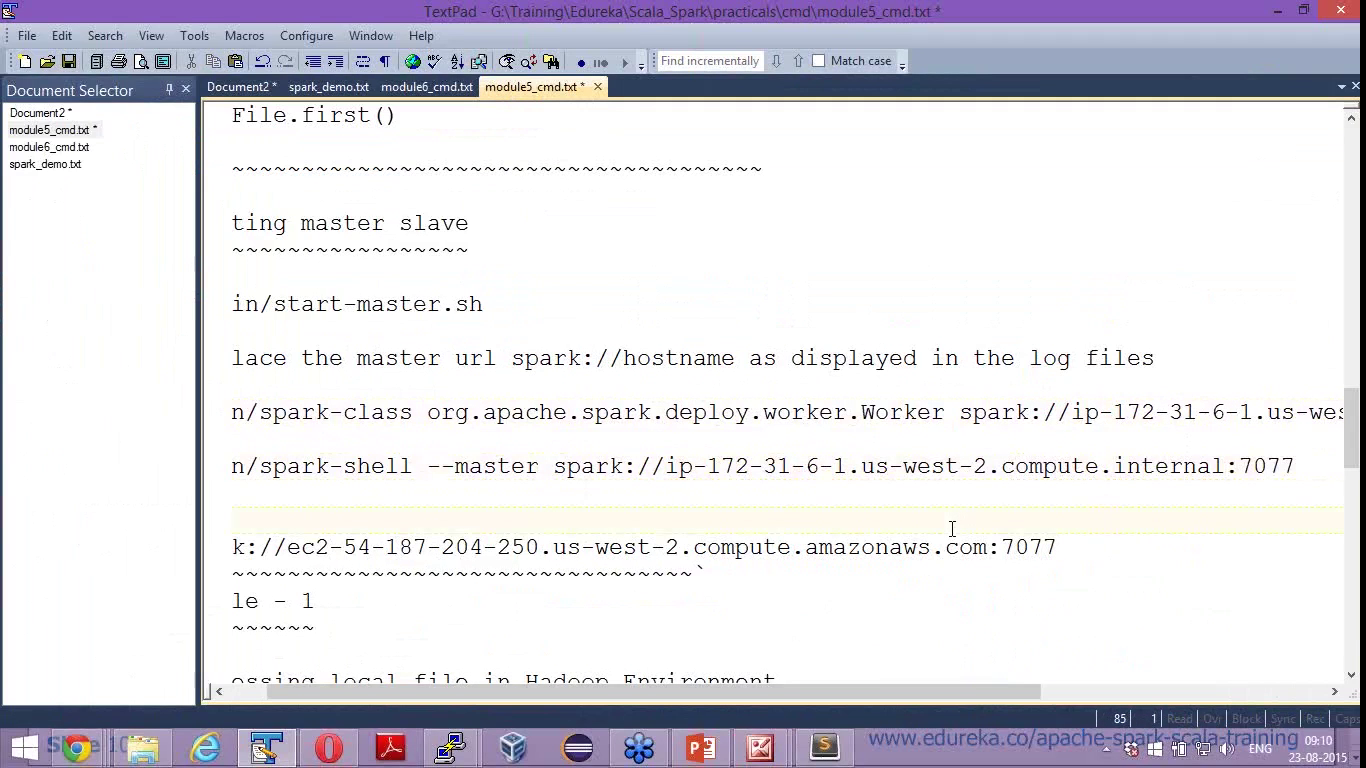 TextPad - G:\Training\Edureka\Scala_Spark\practicals\cmd\module5_cmd.txt *
File Edit Search View Tools Macros Configure Window Help
Find incrementally Match case
Document Selector
Document2 * spark_demo.txt module6_cmd.txt module5_cmd.txt *
Document2 *
module5_cmd.txt *
module6_cmd.txt
spark_demo.txt
File.first()
~~~~~~~~~~~~~~~~~~~~~~~~~~~~~~~~~~~~~~
ting master slave
~~~~~~~~~~~~~~~~~
in/start-master.sh
lace the master url spark://hostname as displayed in the log files
n/spark-class org.apache.spark.deploy.worker.Worker spark://ip-172-31-6-1.us-wes
n/spark-shell --master spark://ip-172-31-6-1.us-west-2.compute.internal:7077
k://ec2-54-187-204-250.us-west-2.compute.amazonaws.com:7077
~~~~~~~~~~~~~~~~~~~~~~~~~~~~~~~~~`
le - 1
~~~~~~
ossing local file in Hadoop Environment
85 1 Read Ovr Block Sync Rec Caps
www.edureka.co/apache-spark-scala-training
ENG
09:10
23-08-2015